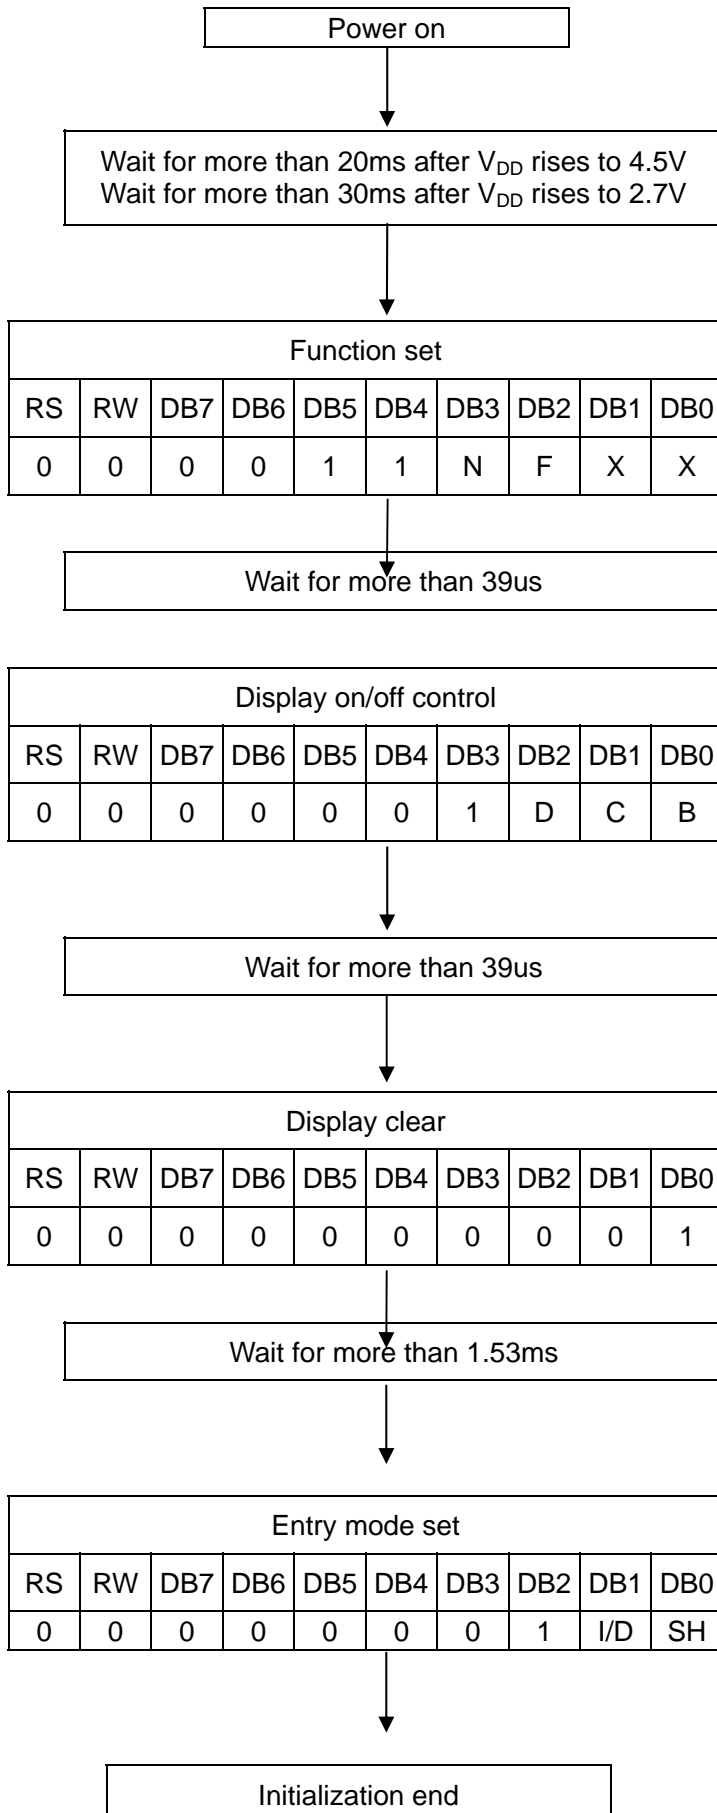 Power on
Wait for more than 20ms after VDD rises to 4.5V
Wait for more than 30ms after VDD rises to 2.7V
Function set
RS RW DB7 DB6 DB5 DB4 DB3 DB2 DB1 DB0
0 0 0 0 1 1 N F X X
Wait for more than 39us
Display on/off control
RS RW DB7 DB6 DB5 DB4 DB3 DB2 DB1 DB0
0 0 0 0 0 0 1 D C B
Wait for more than 39us
Display clear
RS RW DB7 DB6 DB5 DB4 DB3 DB2 DB1 DB0
0 0 0 0 0 0 0 0 0 1
Wait for more than 1.53ms
Entry mode set
RS RW DB7 DB6 DB5 DB4 DB3 DB2 DB1 DB0
0 0 0 0 0 0 0 1 I/D SH
Initialization end